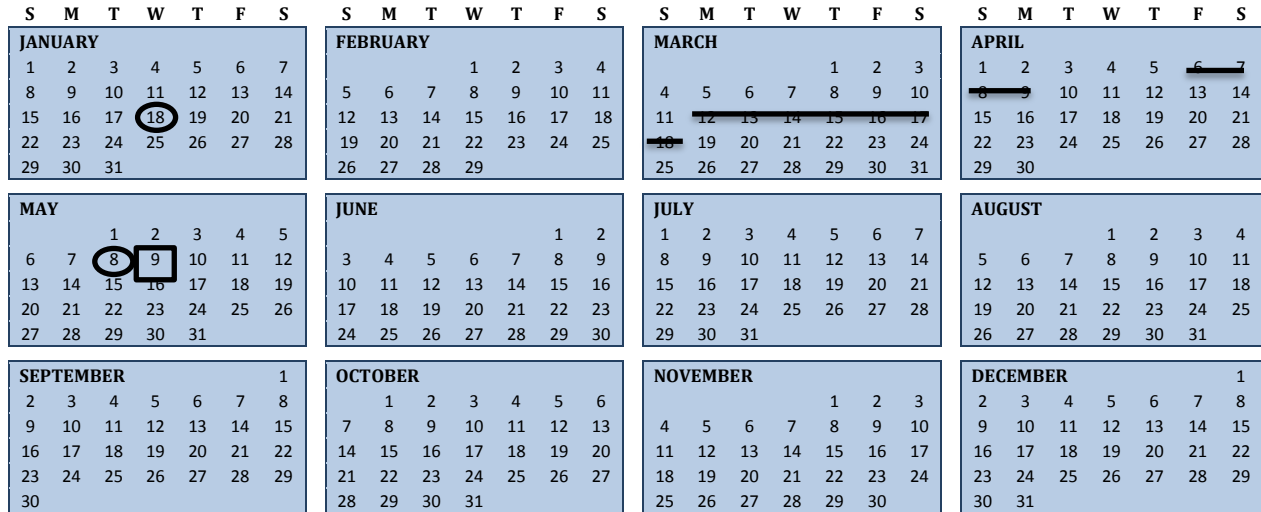 S M T W T F S S M T W T F S S M T W T F S S M T W T F S
JANUARY
1 2 3 4 5 6 7
8 9 10 11 12 13 14
15 16 17 18 19 20 21
22 23 24 25 26 27 28
29 30 31
FEBRUARY
1 2 3 4
5 6 7 8 9 10 11
12 13 14 15 16 17 18
19 20 21 22 23 24 25
26 27 28 29
MARCH
1 2 3
4 5 6 7 8 9 10
11 12 13 14 15 16 17
18 19 20 21 22 23 24
25 26 27 28 29 30 31
APRIL
1 2 3 4 5 6 7
8 9 10 11 12 13 14
15 16 17 18 19 20 21
22 23 24 25 26 27 28
29 30
MAY
1 2 3 4 5
6 7 8 9 10 11 12
13 14 15 16 17 18 19
20 21 22 23 24 25 26
27 28 29 30 31
JUNE
1 2
3 4 5 6 7 8 9
10 11 12 13 14 15 16
17 18 19 20 21 22 23
24 25 26 27 28 29 30
JULY
1 2 3 4 5 6 7
8 9 10 11 12 13 14
15 16 17 18 19 20 21
22 23 24 25 26 27 28
29 30 31
AUGUST
1 2 3 4
5 6 7 8 9 10 11
12 13 14 15 16 17 18
19 20 21 22 23 24 25
26 27 28 29 30 31
SEPTEMBER 1
2 3 4 5 6 7 8
9 10 11 12 13 14 15
16 17 18 19 20 21 22
23 24 25 26 27 28 29
30
OCTOBER
1 2 3 4 5 6
7 8 9 10 11 12 13
14 15 16 17 18 19 20
21 22 23 24 25 26 27
28 29 30 31
NOVEMBER
1 2 3
4 5 6 7 8 9 10
11 12 13 14 15 16 17
18 19 20 21 22 23 24
25 26 27 28 29 30
DECEMBER 1
2 3 4 5 6 7 8
9 10 11 12 13 14 15
16 17 18 19 20 21 22
23 24 25 26 27 28 29
30 31